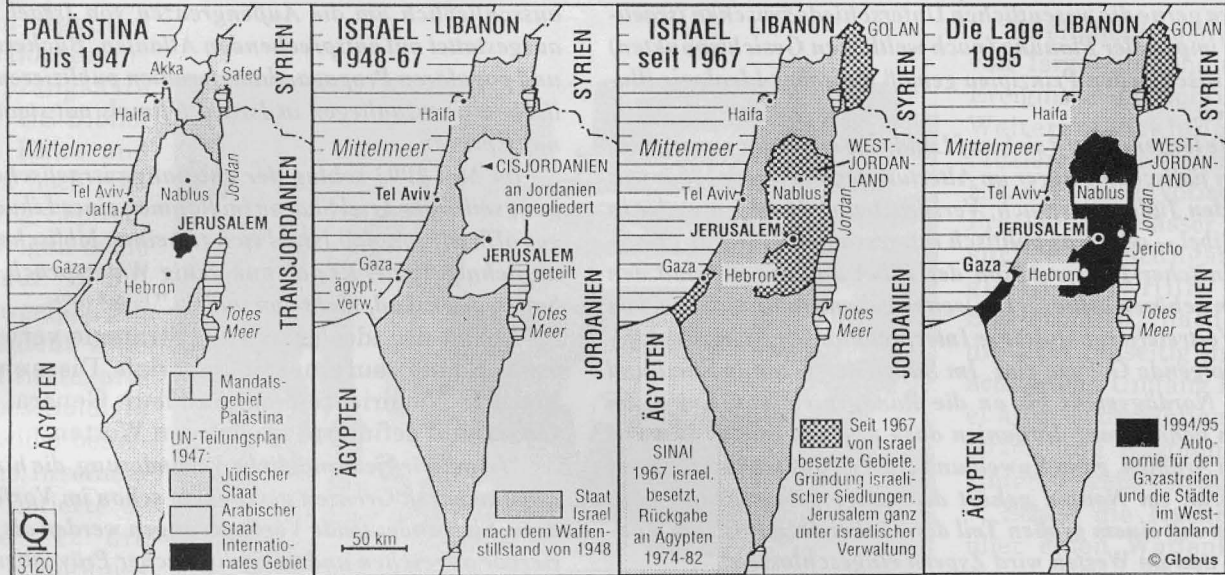 PALÄSTINA
bis 1947
Akka
Safed
SYRIEN
Haifa
Mittelmeer
Jordan
Tel Aviv
Jaffa
Nablus
JERUSALEM
TRANSJORDANIEN
Gaza
Hebron
Totes
Meer
ÄGYPTEN
Mandats-
gebiet
Palästina
UN-Teilungsplan
1947:
Jüdischer
Staat
Arabischer
Staat
Internatio-
nales Gebiet
3120
ISRAEL
1948-67
LIBANON
SYRIEN
Haifa
Mittelmeer
CISJORDANIEN
an Jordanien
angegliedert
Tel Aviv
JERUSALEM
geteilt
Gaza
ägypt.
verw.
Totes
Meer
JORDANIEN
ÄGYPTEN
50 km
Staat
Israel
nach dem Waffen-
stillstand von 1948
ISRAEL
seit 1967
LIBANON
GOLAN
SYRIEN
Haifa
Mittelmeer
WEST-
JORDAN-
LAND
Nablus
Tel Aviv
Jordan
JERUSALEM
Gaza
Hebron
Totes
Meer
JORDANIEN
ÄGYPTEN
SINAI
1967 israel.
besetzt,
Rückgabe
an Ägypten
1974-82
Seit 1967
von Israel
besetzte Gebiete.
Gründung israeli-
scher Siedlungen.
Jerusalem ganz
unter israelischer
Verwaltung
Die Lage
1995
LIBANON
GOLAN
SYRIEN
Haifa
Mittelmeer
WEST-
JORDAN-
LAND
Nablus
Tel Aviv
Jordan
JERUSALEM
Jericho
Gaza
Hebron
Totes
Meer
JORDANIEN
ÄGYPTEN
1994/95
Auto-
nomie für den
Gazastreifen
und die Städte
im West-
jordanland
© Globus